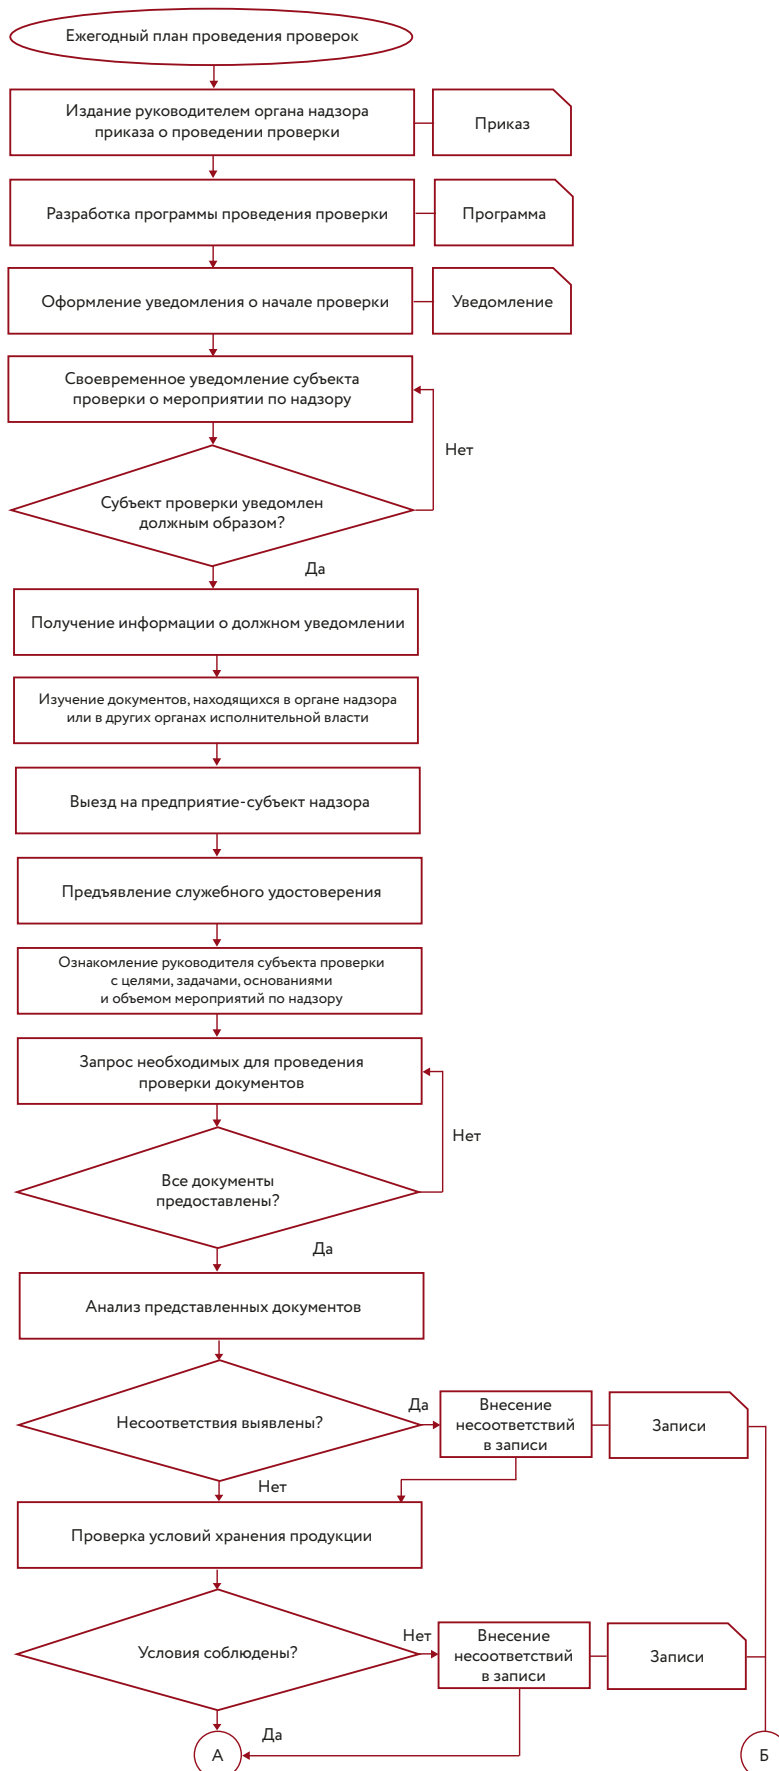 Ежегодный план проведения проверок
Издание руководителем органа надзора
приказа о проведении проверки
Приказ
Разработка программы проведения проверки
Программа
Оформление уведомления о начале проверки
Уведомление
Своевременное уведомление субъекта
проверки о мероприятии по надзору
Нет
Субъект проверки уведомлен
должным образом?
Да
Получение информации о должном уведомлении
Изучение документов, находящихся в органе надзора
или в других органах исполнительной власти
Выезд на предприятие-субъект надзора
Предъявление служебного удостоверения
Ознакомление руководителя субъекта проверки
с целями, задачами, основаниями
и объемом мероприятий по надзору
Запрос необходимых для проведения
проверки документов
Нет
Все документы
предоставлены?
Да
Анализ представленных документов
Несоответствия выявлены?
Да
Внесение
несоответствий
в записи
Записи
Нет
Проверка условий хранения продукции
Условия соблюдены?
Нет
Внесение
несоответствий
в записи
Записи
Да
А
Б